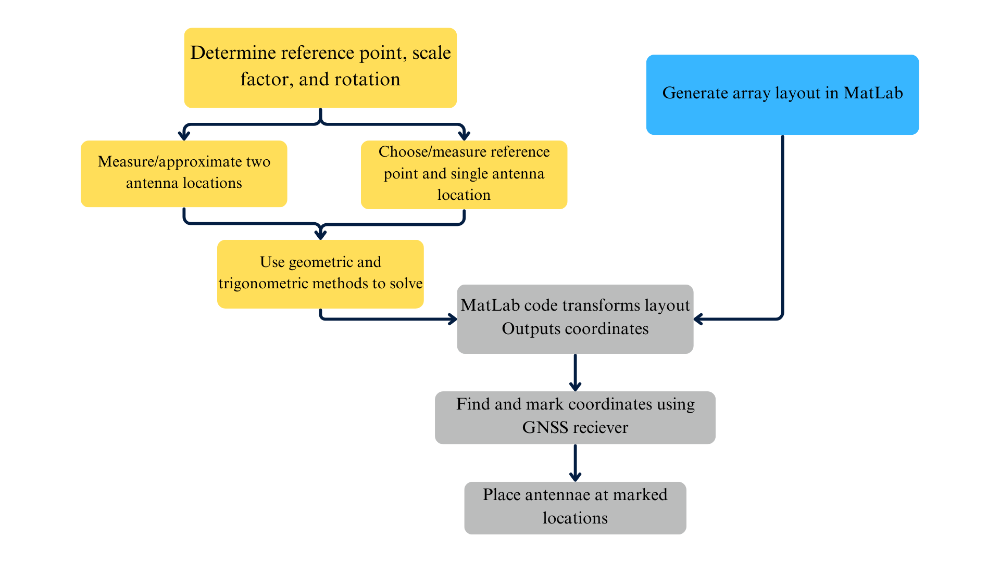 Determine reference point, scale
factor, and rotation
Generate array layout in MatLab
Measure/approximate two
antenna locations
Choose/measure reference
point and single antenna
location
Use geometric and
trigonometric methods to solve
MatLab code transforms layout
Outputs coordinates
Find and mark coordinates using
GNSS reciever
Place antennae at marked
locations